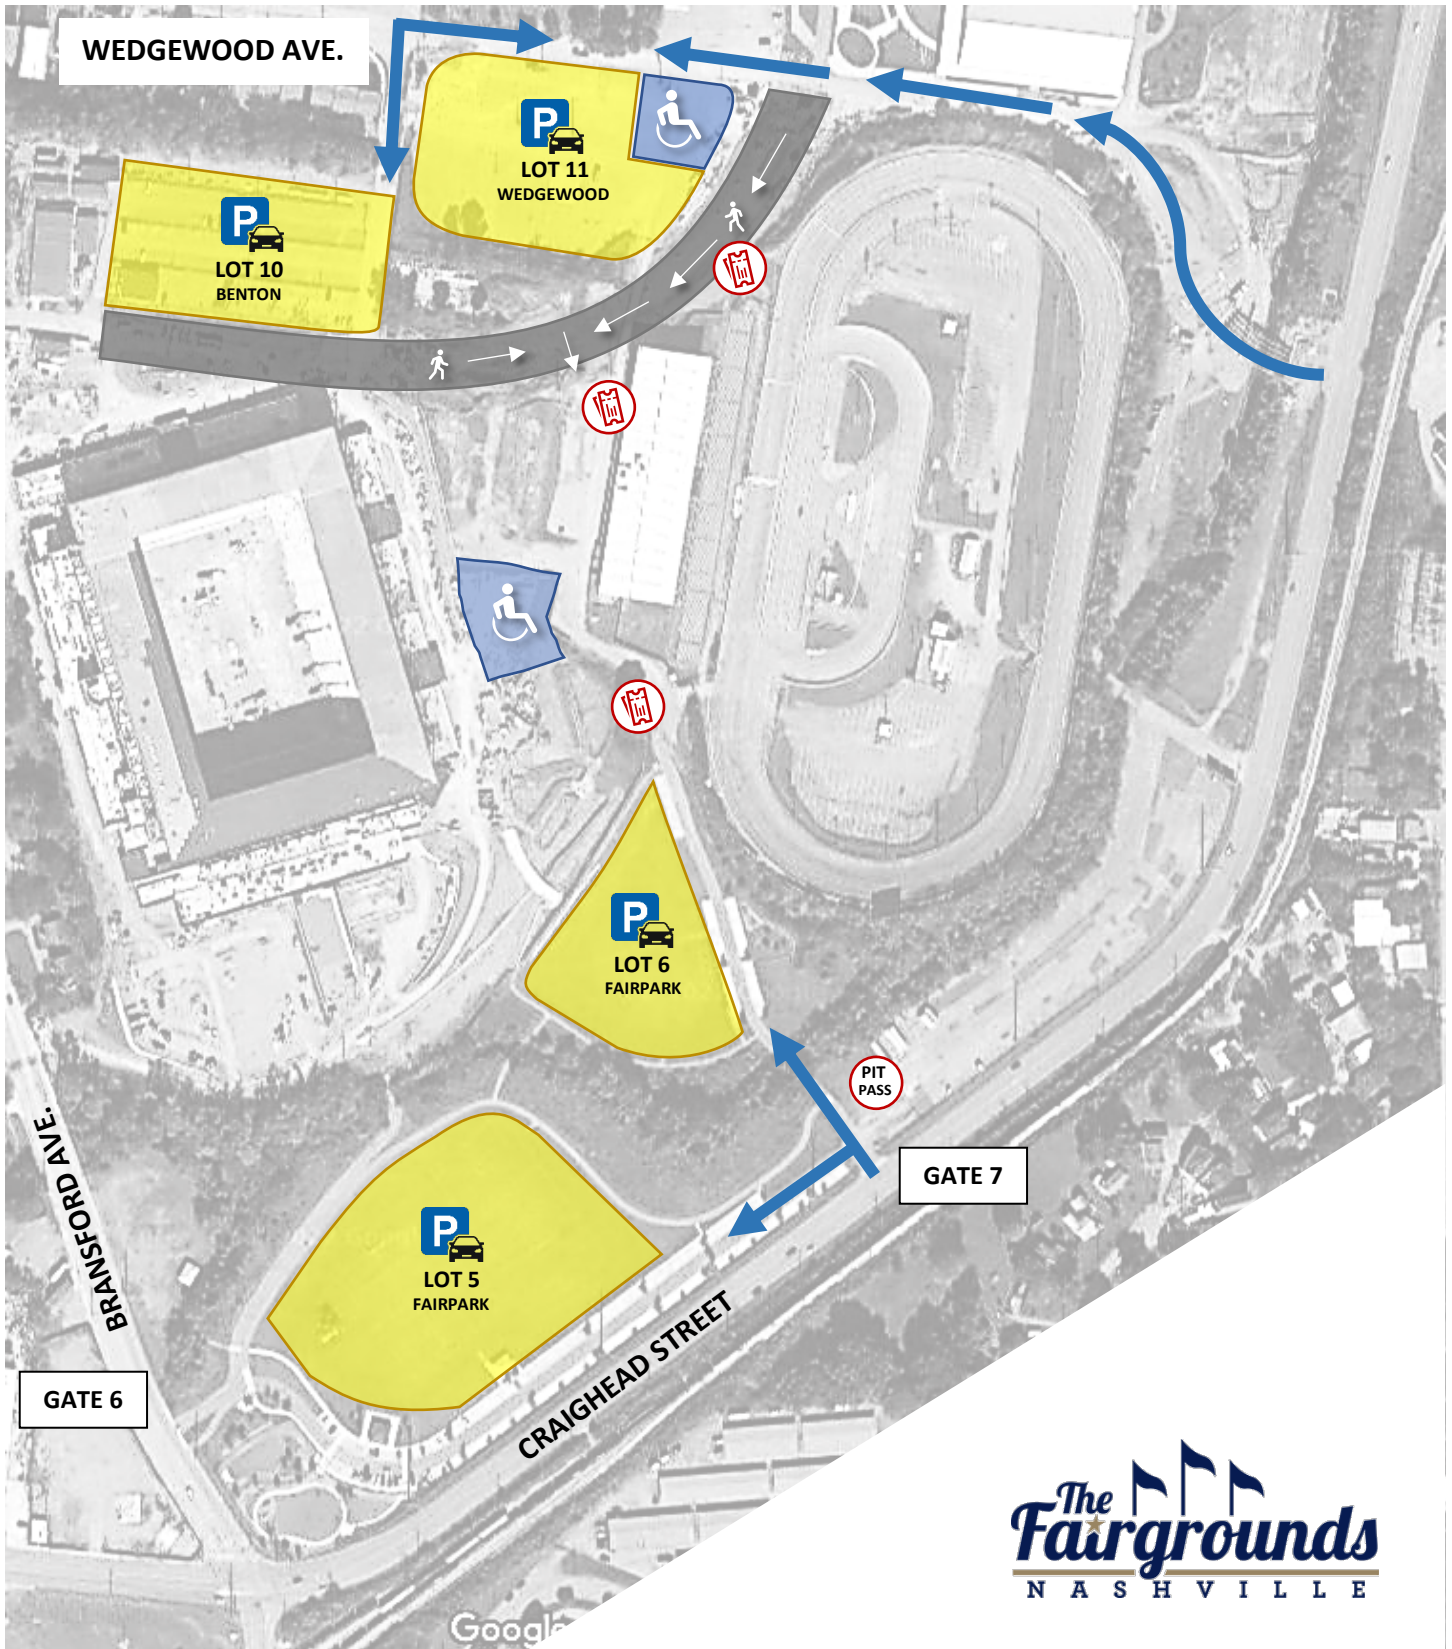 WEDGEWOOD AVE.
P
LOT 11
WEDGEWOOD
P
LOT 10
BENTON
P
LOT 6
FAIRPARK
PIT
PASS
GATE 7
BRANSFORD AVE.
P
LOT 5
FAIRPARK
CRAIGHEAD STREET
GATE 6
The
Fairgrounds
NASHVILLE
Google